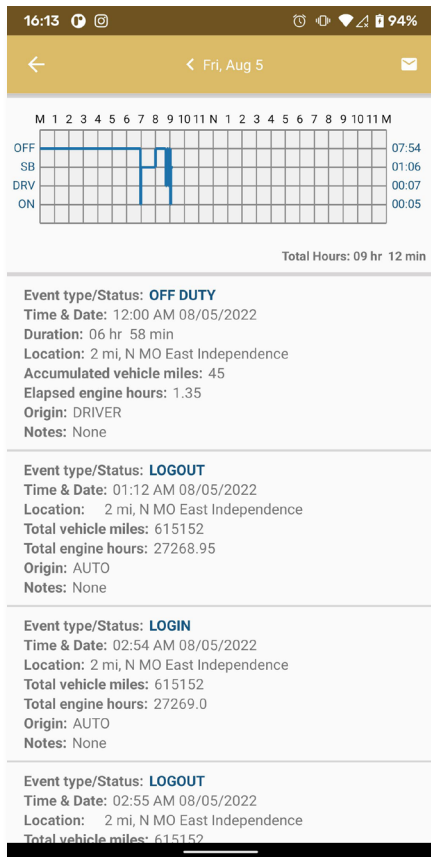 16:13 94%
Fri, Aug 5
M 1 2 3 4 5 6 7 8 9 10 11 N 1 2 3 4 5 6 7 8 9 10 11 M
OFF 07:54
SB 01:06
DRV 00:07
ON 00:05
Total Hours: 09 hr 12 min
Event type/Status: OFF DUTY
Time & Date: 12:00 AM 08/05/2022
Duration: 06 hr 58 min
Location: 2 mi, N MO East Independence
Accumulated vehicle miles: 45
Elapsed engine hours: 1.35
Origin: DRIVER
Notes: None
Event type/Status: LOGOUT
Time & Date: 01:12 AM 08/05/2022
Location: 2 mi, N MO East Independence
Total vehicle miles: 615152
Total engine hours: 27268.95
Origin: AUTO
Notes: None
Event type/Status: LOGIN
Time & Date: 02:54 AM 08/05/2022
Location: 2 mi, N MO East Independence
Total vehicle miles: 615152
Total engine hours: 27269.0
Origin: AUTO
Notes: None
Event type/Status: LOGOUT
Time & Date: 02:55 AM 08/05/2022
Location: 2 mi, N MO East Independence
Total vehicle miles: 615152